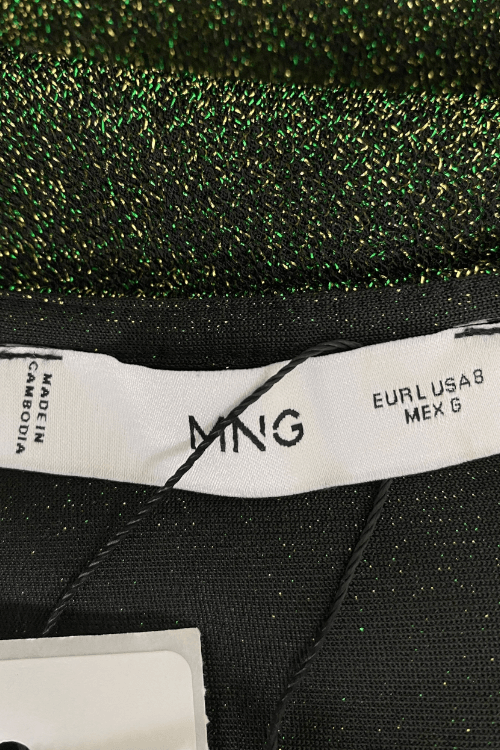 MADE IN
CAMBODIA
MNG
EUR L USA 8
MEX G